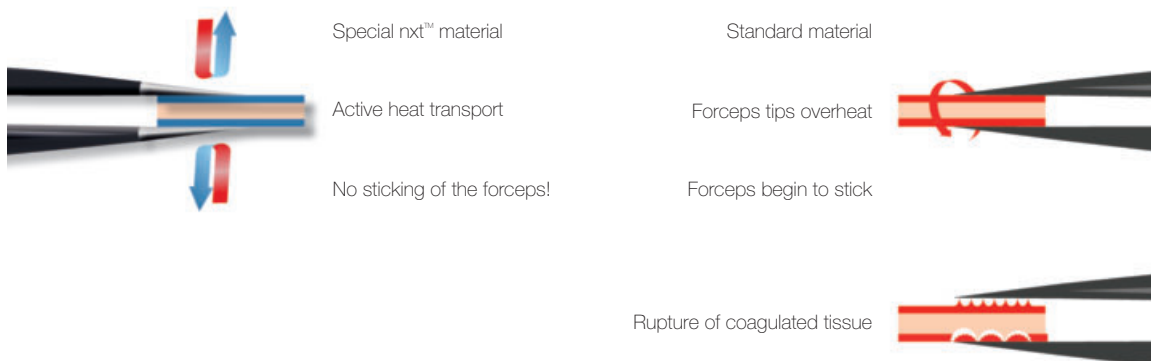 Special nxt™ material
Active heat transport
No sticking of the forceps!
Standard material
Forceps tips overheat
Forceps begin to stick
Rupture of coagulated tissue